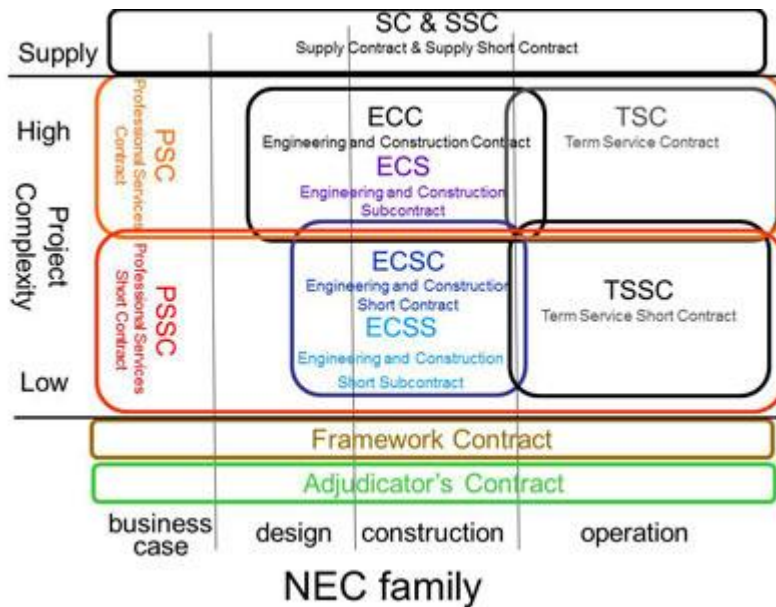 SC & SSC
Supply Contract & Supply Short Contract
Supply
High
Project
Complexity
Low
PSC
Professional Services
Contract
PSSC
Professional Services
Short Contract
ECC
Engineering and Construction Contract
ECS
Engineering and Construction
Subcontract
TSC
Term Service Contract
ECSC
Engineering and Construction
Short Contract
ECSS
Engineering and Construction
Short Subcontract
TSSC
Term Service Short Contract
Framework Contract
Adjudicator's Contract
business
case
design
construction
operation
NEC family